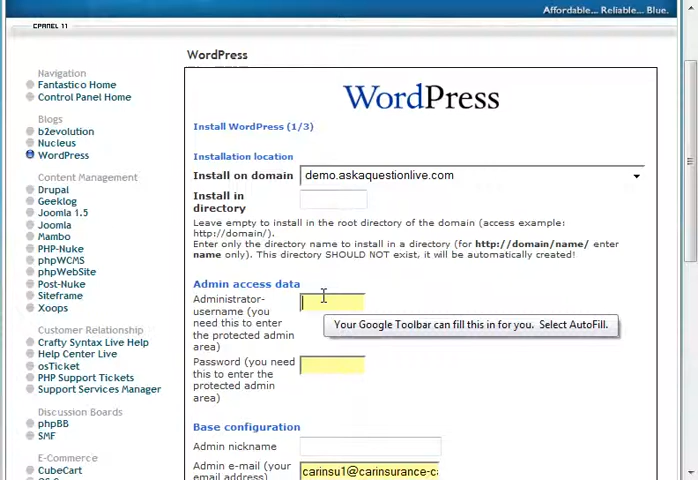 Affordable... Reliable... Blue.
CPANEL 11
Navigation
Fantastico Home
Control Panel Home
Blogs
b2evolution
Nucleus
WordPress
Content Management
Drupal
Geeklog
Joomla 1.5
Joomla
Mambo
PHP-Nuke
phpWCMS
phpWebSite
Post-Nuke
Siteframe
Xoops
Customer Relationship
Crafty Syntax Live Help
Help Center Live
osTicket
PHP Support Tickets
Support Services Manager
Discussion Boards
phpBB
SMF
E-Commerce
CubeCart
WordPress
WordPress
Install WordPress (1/3)
Installation location
Install on domain demo.askaquestionlive.com
Install in
directory
Leave empty to install in the root directory of the domain (access example:
http://domain/).
Enter only the directory name to install in a directory (for http://domain/name/ enter
name only). This directory SHOULD NOT exist, it will be automatically created!
Admin access data
Administrator-
username (you
need this to enter
the protected admin
area)
Your Google Toolbar can fill this in for you. Select AutoFill.
Password (you need
this to enter the
protected admin
area)
Base configuration
Admin nickname
Admin e-mail (your
email address)
carinsu1@carinsurance-c